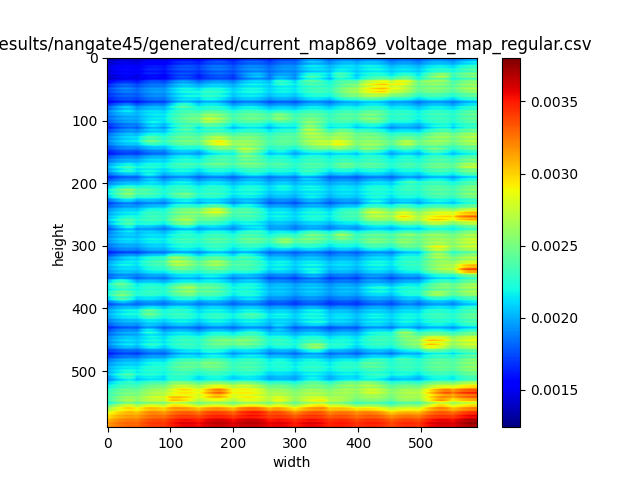 esults/nangate45/generated/current_map869_voltage_map_regular.csv
0
100
200
300
400
500
height
0 100 200 300 400 500
width
0.0035
0.0030
0.0025
0.0020
0.0015